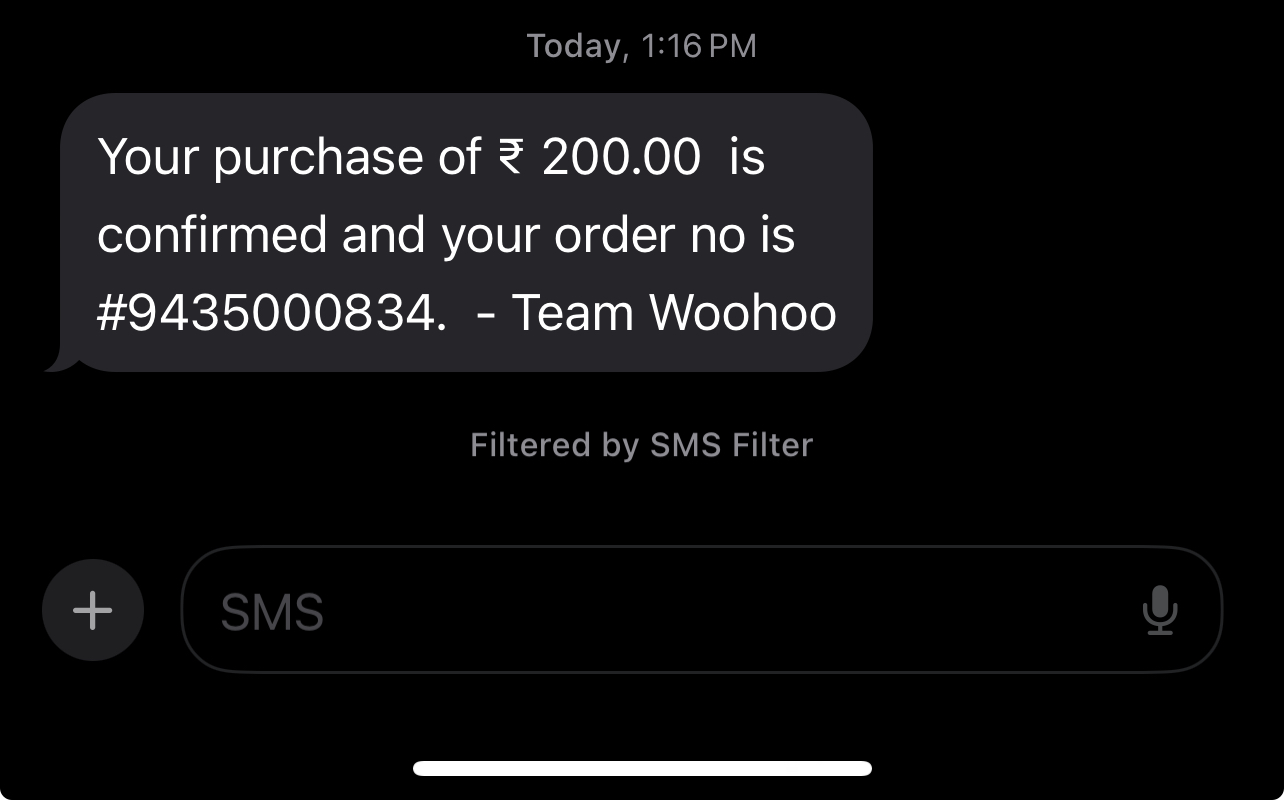 Today, 1:16 PM
Your purchase of ₹ 200.00  is
confirmed and your order no is
#9435000834.  - Team Woohoo
Filtered by SMS Filter
SMS